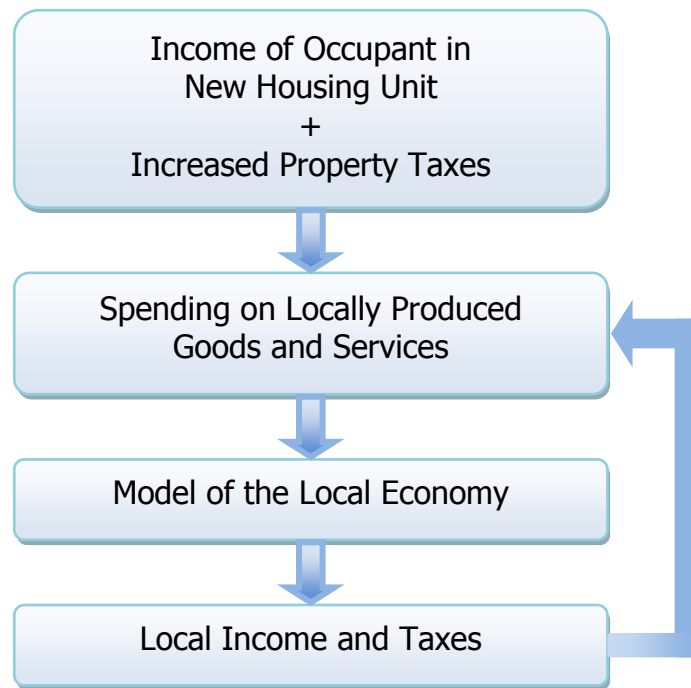 Income of Occupant in
New Housing Unit
+
Increased Property Taxes
Spending on Locally Produced
Goods and Services
Model of the Local Economy
Local Income and Taxes